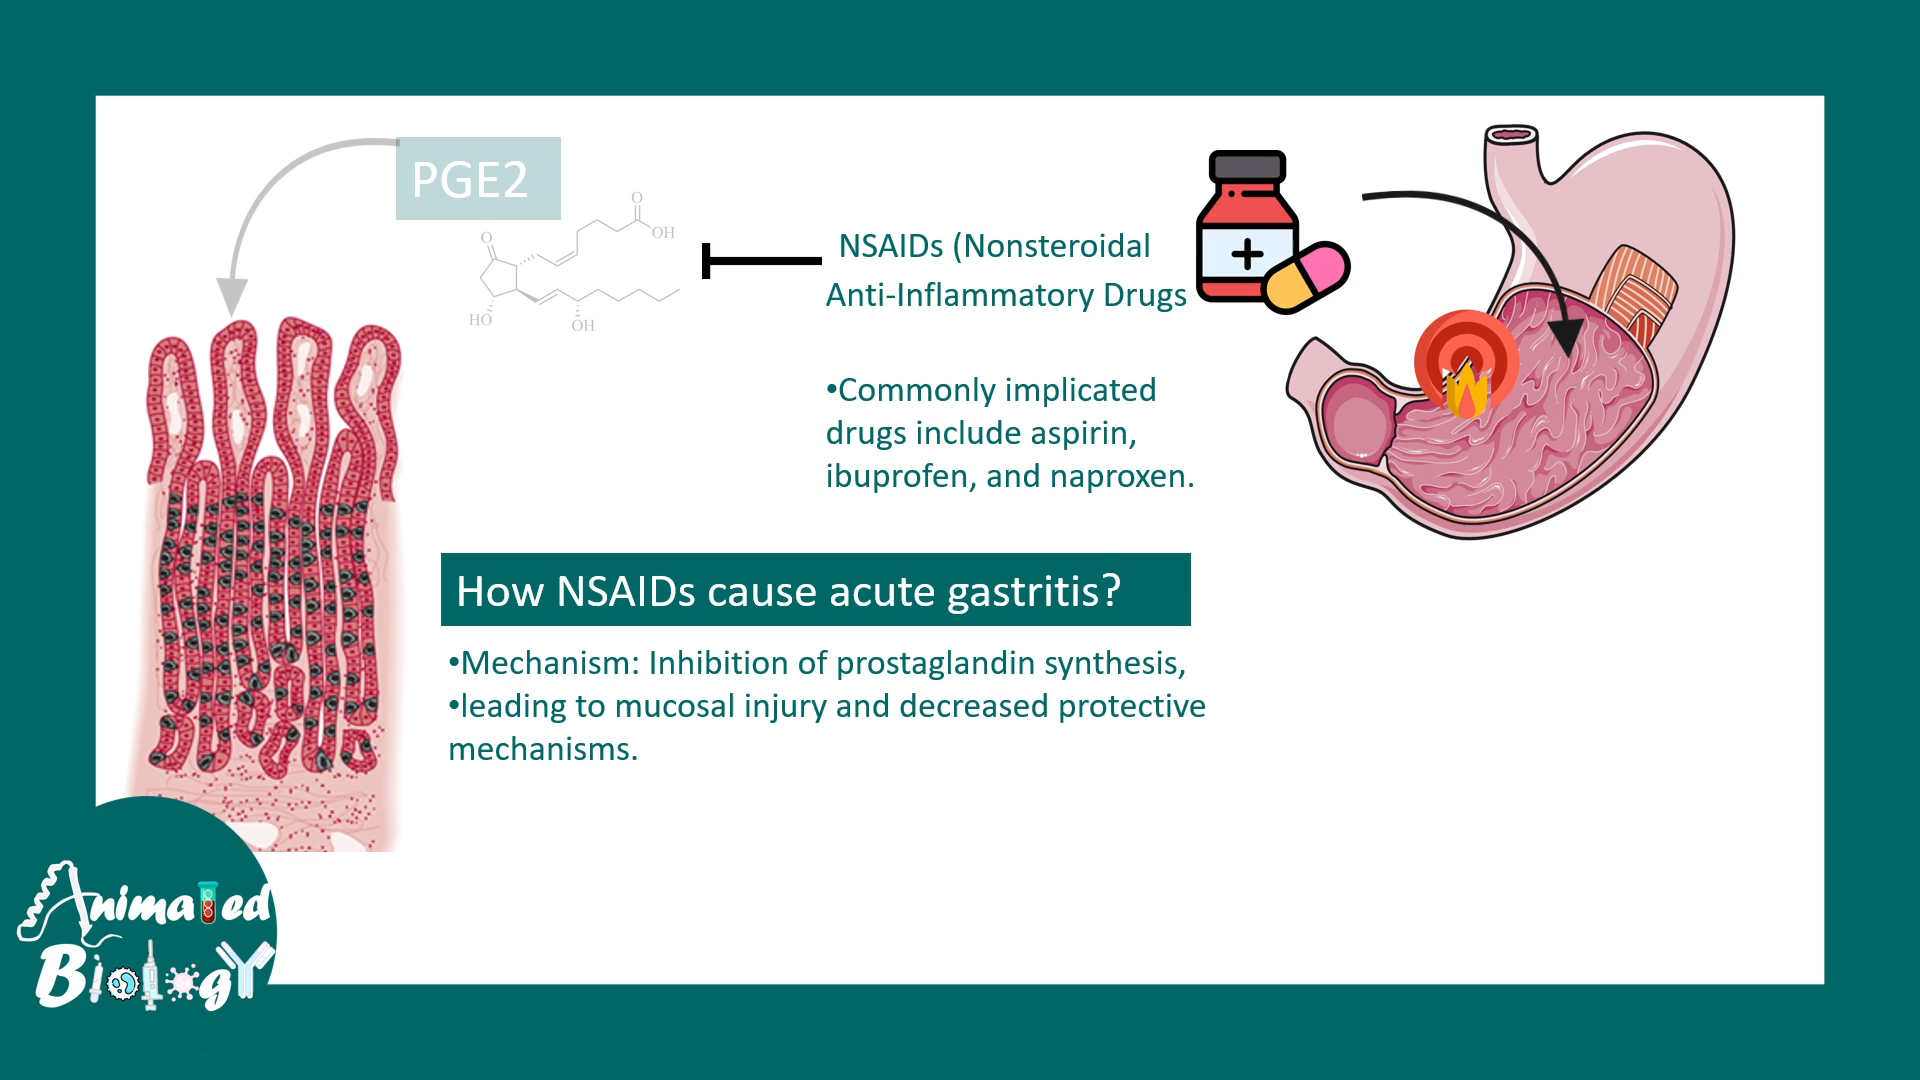 PGE2
O
OH
O
HO
OH
NSAIDs (Nonsteroidal
Anti-Inflammatory Drugs
•Commonly implicated
drugs include aspirin,
ibuprofen, and naproxen.
How NSAIDs cause acute gastritis?
•Mechanism: Inhibition of prostaglandin synthesis,
•leading to mucosal injury and decreased protective
mechanisms.
Animated
Biology